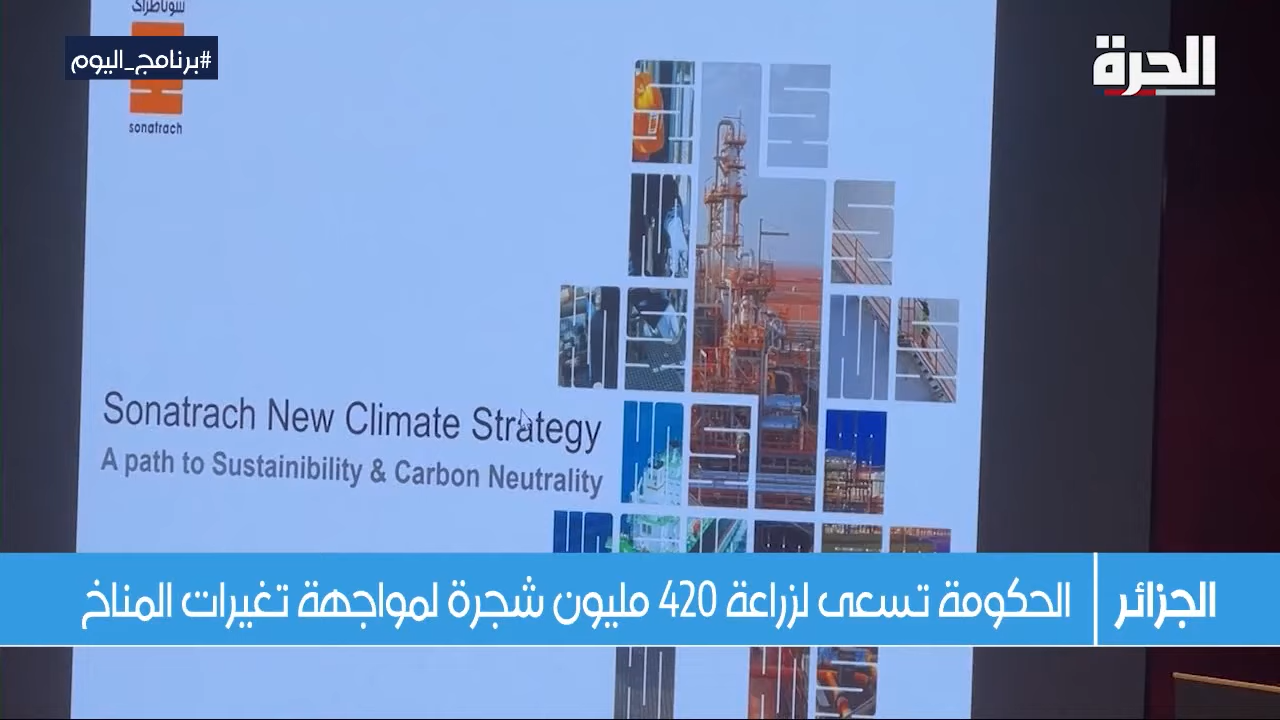 سوناطراك
#برنامج_اليوم
الحرة
sonatrach
Sonatrach New Climate Strategy
A path to Sustainibility & Carbon Neutrality
الجزائر
الحكومة تسعى لزراعة 420 مليون شجرة لمواجهة تغيرات المناخ